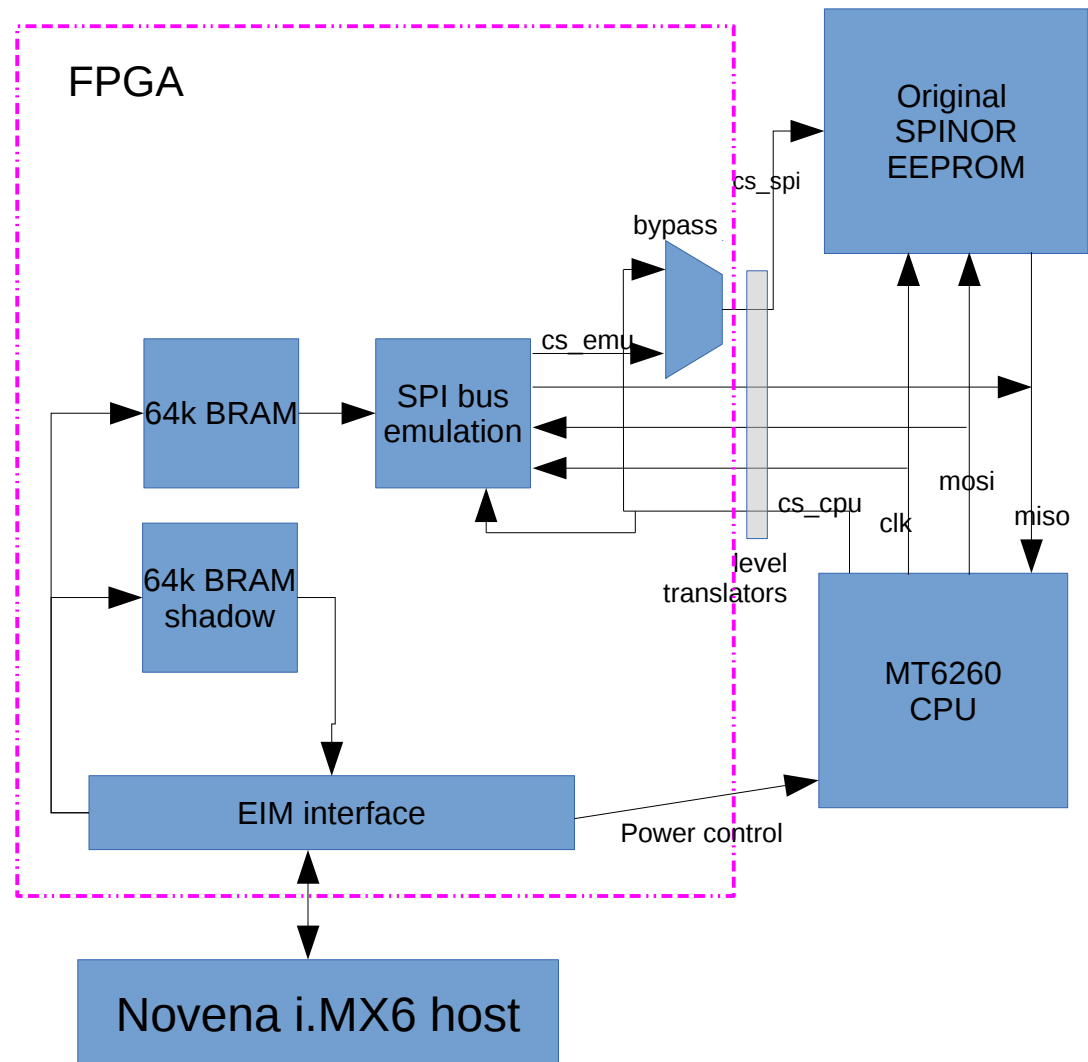 FPGA
Original
SPINOR
EEPROM
cs_spi
bypass
cs_emu
64k BRAM
SPI bus
emulation
mosi
cs_cpu
clk
miso
level
translators
64k BRAM
shadow
MT6260
CPU
EIM interface
Power control
Novena i.MX6 host